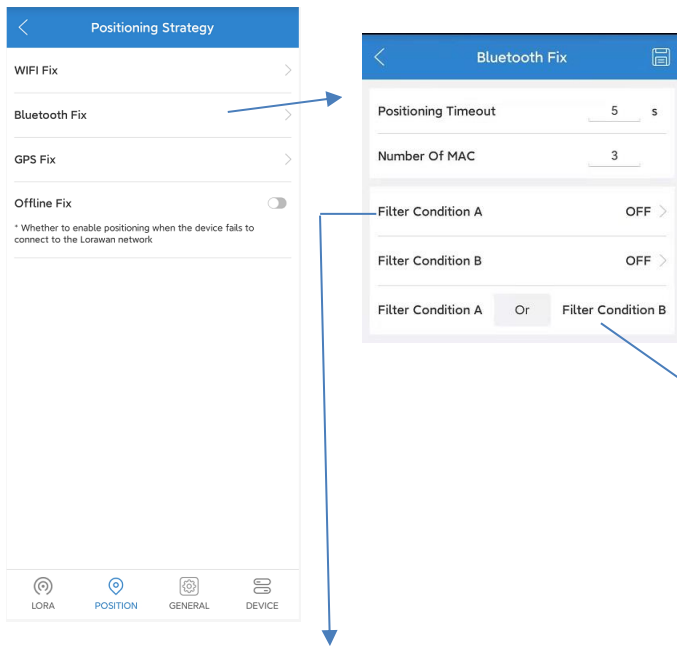 Positioning Strategy
WIFI Fix
Bluetooth Fix
GPS Fix
Offline Fix
* Whether to enable positioning when the device fails to
connect to the Lorawan network
LORA
POSITION
GENERAL
DEVICE
Bluetooth Fix
Positioning Timeout 5 s
Number Of MAC 3
Filter Condition A OFF
Filter Condition B OFF
Filter Condition A Or Filter Condition B